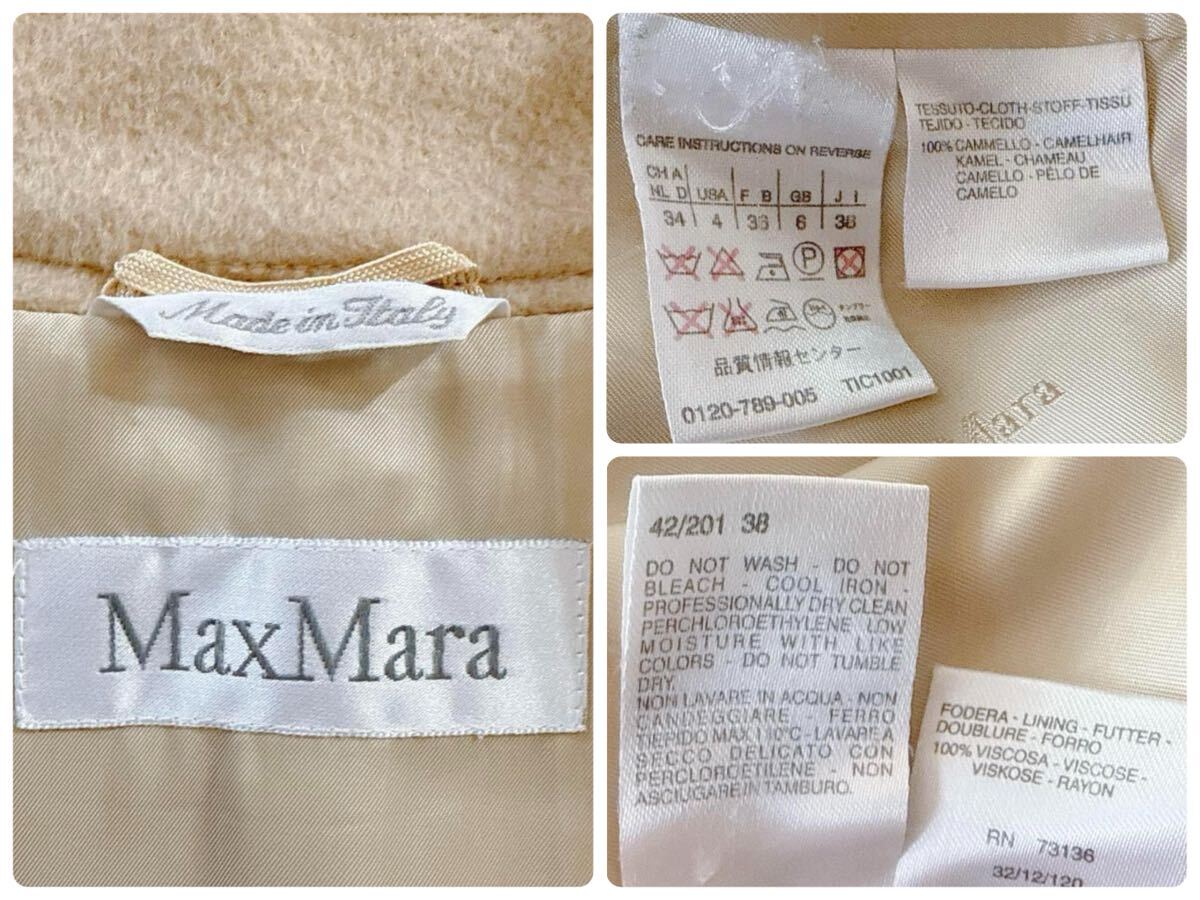 Made in Italy
MaxMara
CARE INSTRUCTIONS ON REVERSE
CH A
NL D USA F B GB J I
34 4 36 6 38
品質情報センター
0120-789-005 TIC1001
TESSUTO-CLOTH-STOFF-TISSU
TEJIDO - TECIDO
100% CAMMELLO - CAMELHAIR
KAMEL - CHAMEAU
CAMELLO - PÊLO DE
CAMELO
42/201 38
DO NOT WASH - DO NOT
BLEACH - COOL IRON -
PROFESSIONALLY DRY CLEAN
PERCHLOROETHYLENE LOW
MOISTURE WITH LIKE
COLORS - DO NOT TUMBLE
DRY.
NON LAVARE IN ACQUA - NON
CANDEGGIARE - FERRO
TIEPIDO MAX 110°C - LAVARE A
SECCO DELICATO CON
PERCLOROETILENE - NON
ASCIUGARE IN TAMBURO.
FODERA - LINING - FUTTER -
DOUBLURE - FORRO
100% VISCOSA - VISCOSE -
VISKOSE - RAYON
RN 73136
32/12/120